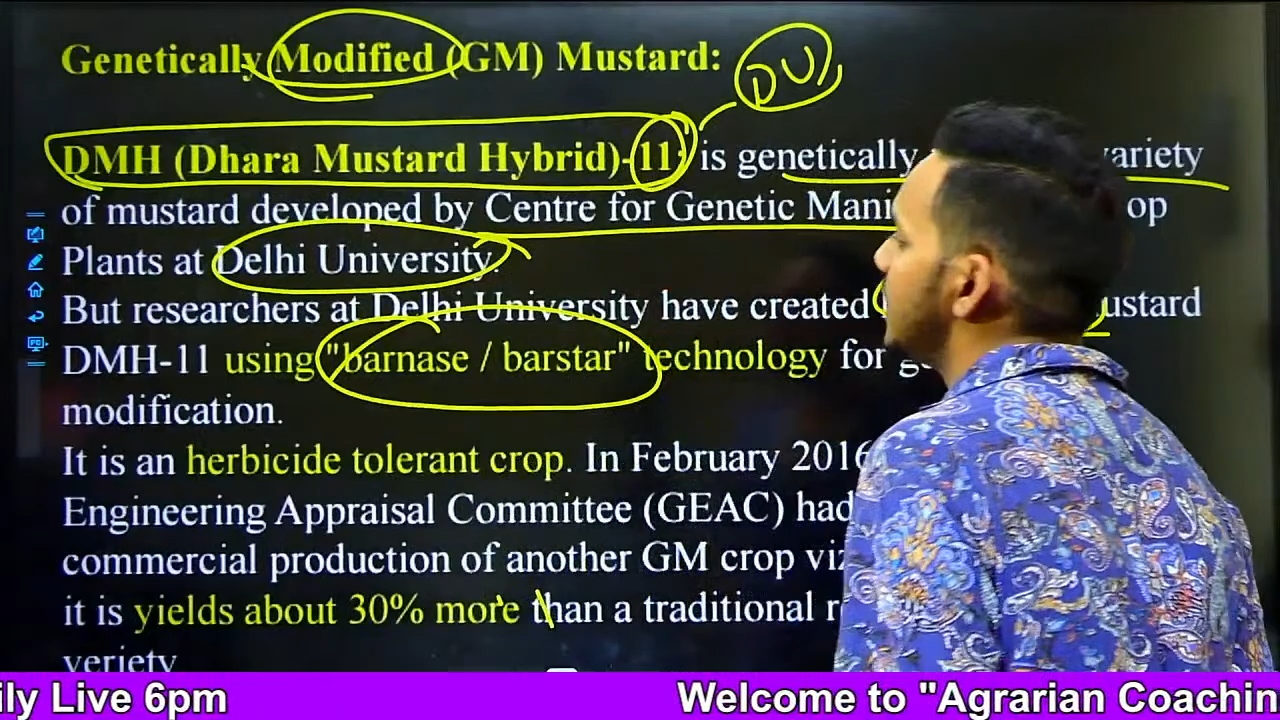 Genetically Modified (GM) Mustard:
DU
DMH (Dhara Mustard Hybrid)-11: is genetically variety
of mustard developed by Centre for Genetic op
Plants at Delhi University.
But researchers at Delhi University have created ustard
DMH-11 using "barnase / barstar" technology for
modification.
It is an herbicide tolerant crop. In February 2016
Engineering Appraisal Committee (GEAC) had
commercial production of another GM crop
it is yields about 30% more than a traditional
veriety
ily Live 6pm Welcome to "Agrarian Coachin